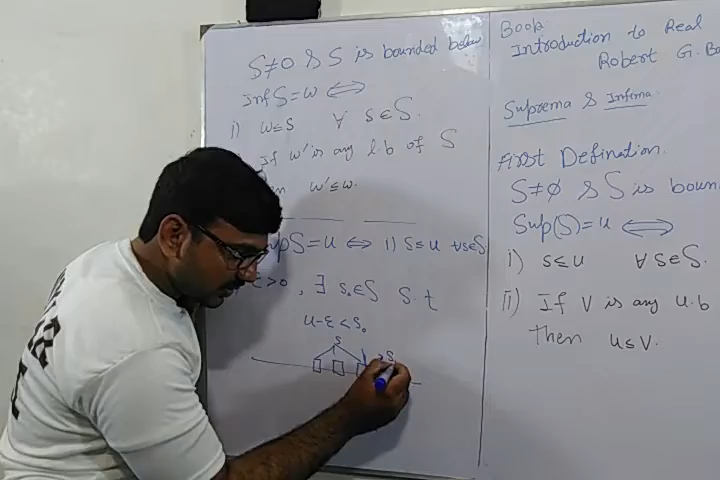 S≠0 & S is bounded below
Inf S = w ⟺
i) w≤s ∀ s∈S.
If w' is any l.b of S
w'≤w.
S=u ⟺ i) s≤u ∀s∈S
>0, ∃ s₀∈S s.t
u-ε<s₀
S
Book:
Introduction to Real
Robert G. Ba
Suprema & Infima.
First Defination.
S≠φ & S is boun
Sup(S)=u ⟺
i) s≤u ∀ s∈S.
ii) If v is any u.b
Then u≤v.